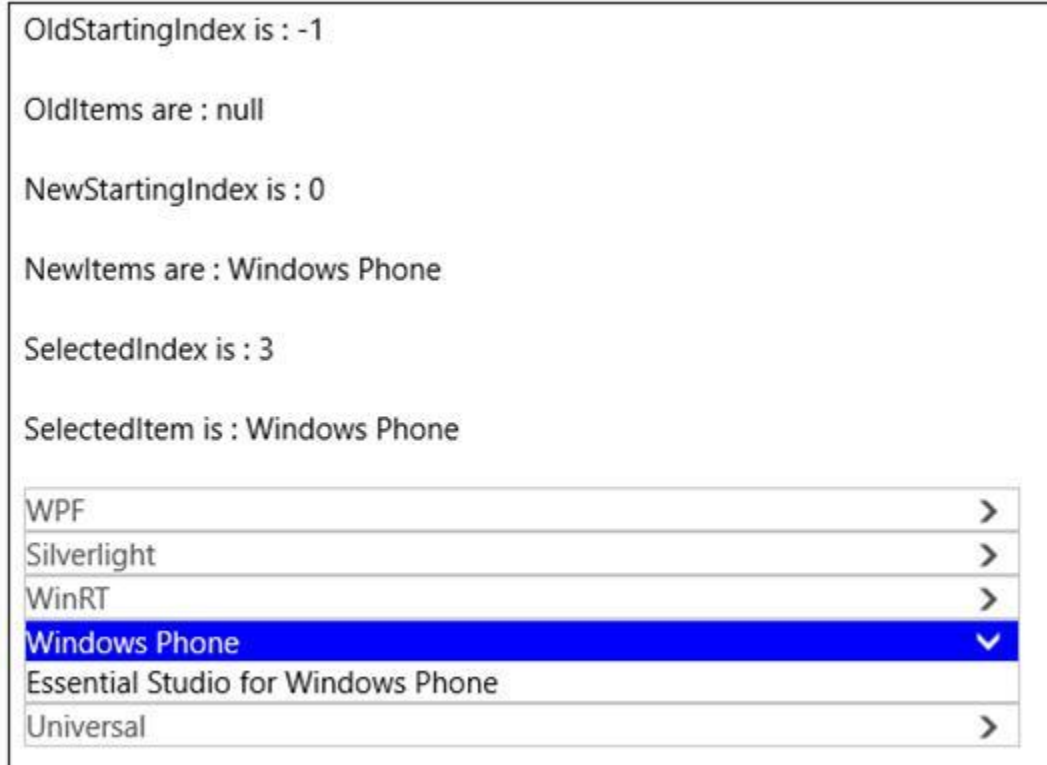 OldStartingIndex is : -1
OldItems are : null
NewStartingIndex is : 0
NewItems are : Windows Phone
SelectedIndex is : 3
SelectedItem is : Windows Phone
WPF
Silverlight
WinRT
Windows Phone
Essential Studio for Windows Phone
Universal